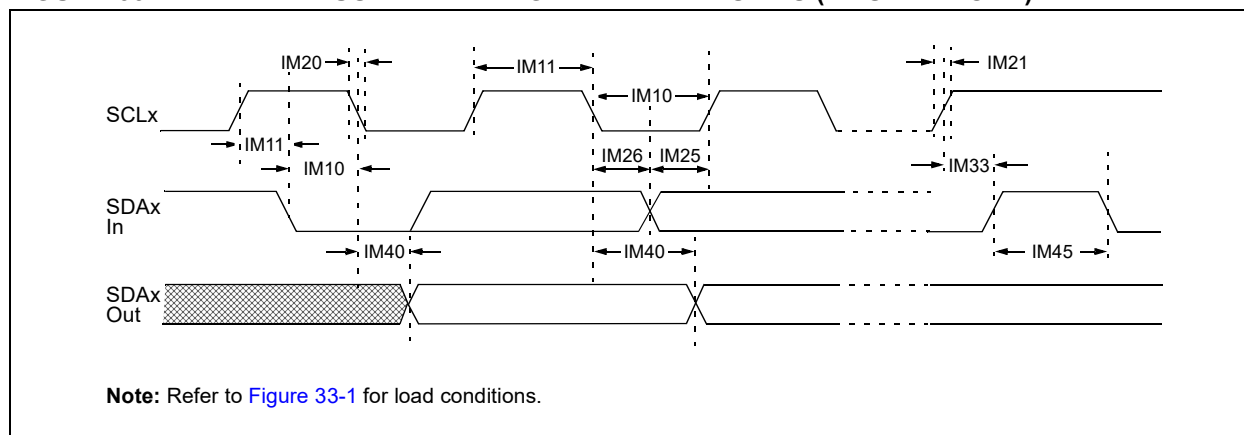 IM20
IM11
IM21
SCLx
IM10
IM11
IM10
IM26
IM25
IM33
SDAx
In
IM40
IM40
IM45
SDAx
Out
Note: Refer to Figure 33-1 for load conditions.